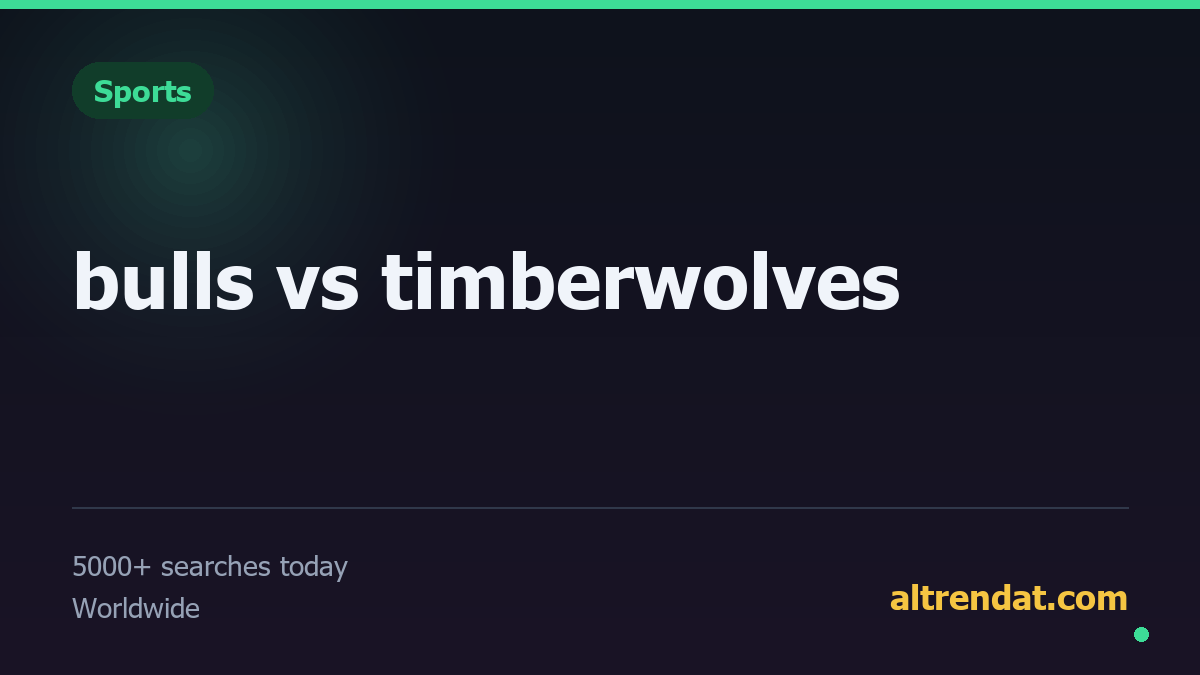 Sports
bulls vs timberwolves
5000+ searches today
Worldwide
altrendat.com